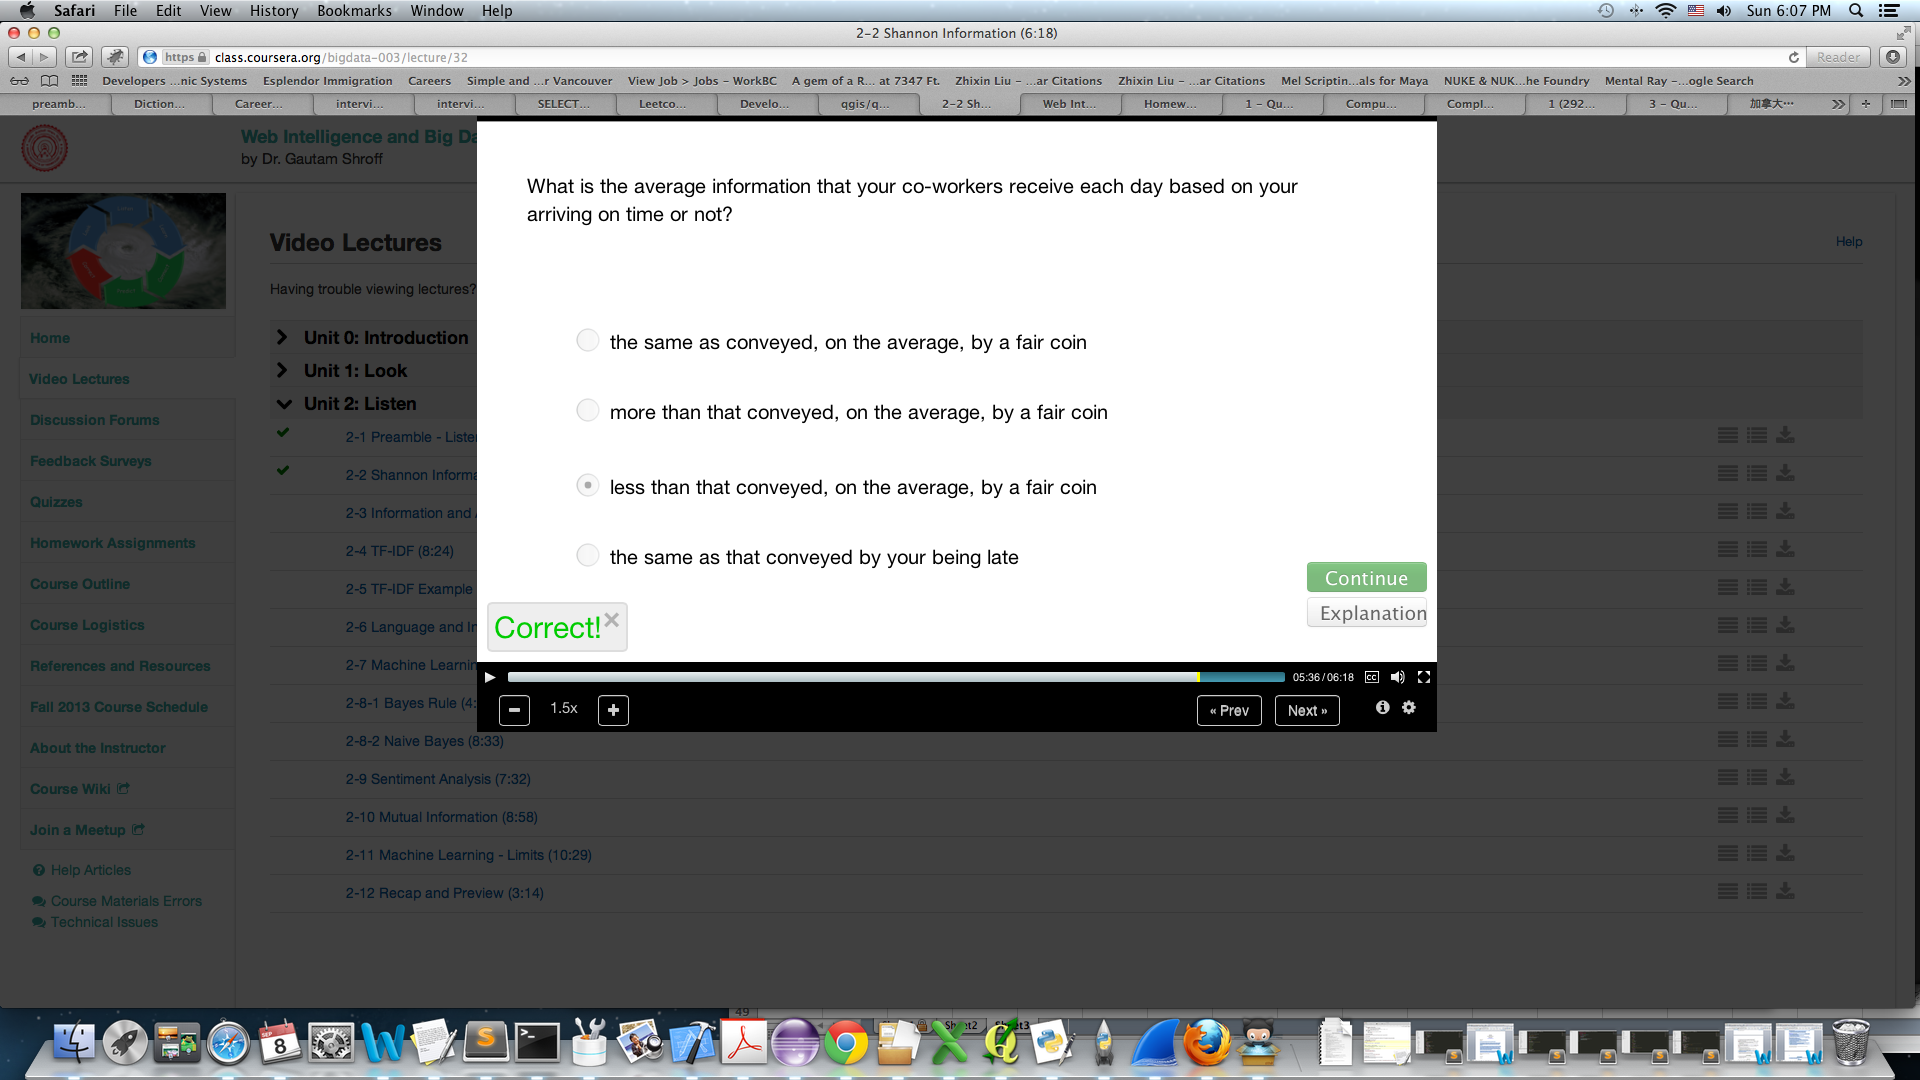 Safari File Edit View History Bookmarks Window Help Sun 6:07 PM
2-2 Shannon Information (6:18)
https class.coursera.org/bigdata-003/lecture/32 Reader
Developers ...nic Systems Esplendor Immigration Careers Simple and ...r Vancouver View Job > Jobs - WorkBC A gem of a R... at 7347 Ft. Zhixin Liu - ...ar Citations Zhixin Liu - ...ar Citations Mel Scriptin...als for Maya NUKE & NUK...he Foundry Mental Ray -...ogle Search
preamb... Diction... Career... intervi... intervi... SELECT... Leetco... Develo... qgis/q... 2-2 Sh... Web Int... Homew... 1 - Qu... Compu... Compl... 1 (292... 3 - Qu... 加拿大...
Web Intelligence and Big Da
by Dr. Gautam Shroff
Home
Video Lectures
Discussion Forums
Feedback Surveys
Quizzes
Homework Assignments
Course Outline
Course Logistics
References and Resources
Fall 2013 Course Schedule
About the Instructor
Course Wiki
Join a Meetup
Help Articles
Course Materials Errors
Technical Issues
Video Lectures
Help
Having trouble viewing lectures?
Unit 0: Introduction
Unit 1: Look
Unit 2: Listen
2-1 Preamble - Liste
2-2 Shannon Informa
2-3 Information and
2-4 TF-IDF (8:24)
2-5 TF-IDF Example
2-6 Language and In
2-7 Machine Learnin
2-8-1 Bayes Rule (4:
2-8-2 Naive Bayes (8:33)
2-9 Sentiment Analysis (7:32)
2-10 Mutual Information (8:58)
2-11 Machine Learning - Limits (10:29)
2-12 Recap and Preview (3:14)
What is the average information that your co-workers receive each day based on your
arriving on time or not?
the same as conveyed, on the average, by a fair coin
more than that conveyed, on the average, by a fair coin
less than that conveyed, on the average, by a fair coin
the same as that conveyed by your being late
Continue
Explanation
Correct!
05:36 / 06:18 CC
1.5x
« Prev Next »
49
Sheet2 Sheet3
SEP
8